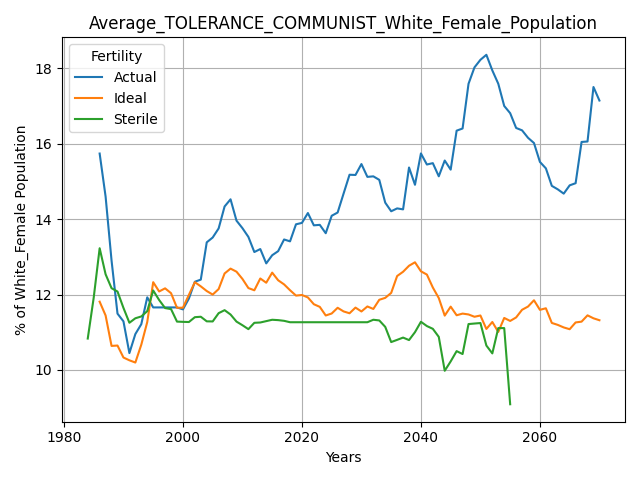 Average_TOLERANCE_COMMUNIST_White_Female_Population
Fertility
Actual
Ideal
Sterile
% of White_Female Population
18
16
14
12
10
1980
2000
2020
2040
2060
Years